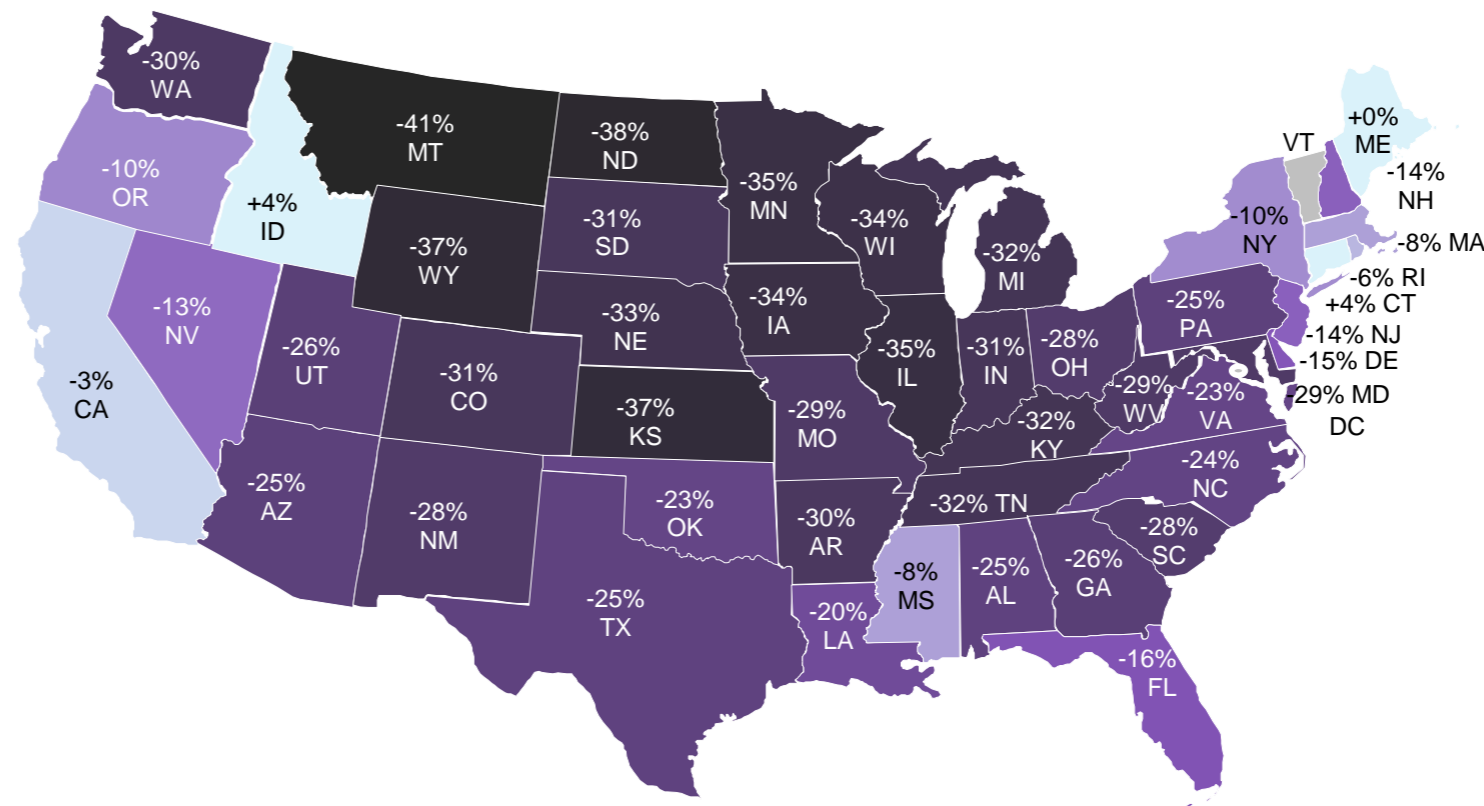 -30%
WA
-10%
OR
+4%
ID
-41%
MT
-38%
ND
-35%
MN
-34%
WI
-32%
MI
-37%
WY
-31%
SD
-34%
IA
-33%
NE
-3%
CA
-13%
NV
-26%
UT
-31%
CO
-37%
KS
-29%
MO
-35%
IL
-31%
IN
-28%
OH
-25%
PA
-10%
NY
VT
+0%
ME
-14%
NH
-8% MA
-6% RI
+4% CT
-14% NJ
-15% DE
-29% MD
DC
-29%
WV
-23%
VA
-32%
KY
-24%
NC
-32% TN
-28%
SC
-25%
AZ
-28%
NM
-23%
OK
-30%
AR
-25%
TX
-20%
LA
-8%
MS
-25%
AL
-26%
GA
-16%
FL